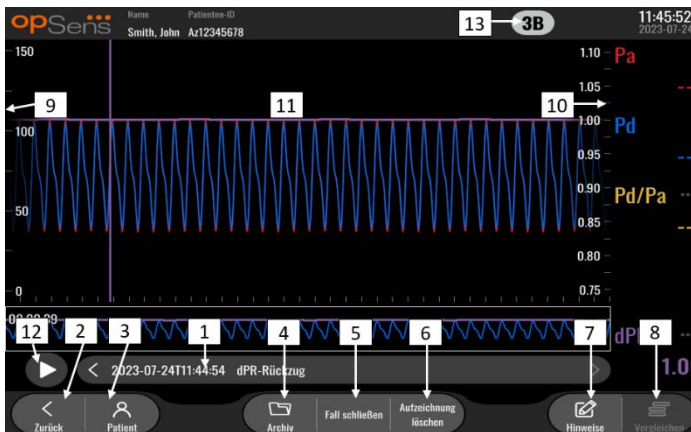 opSens
Name Patienten-ID
Smith, John Az12345678
13
3B
11:45:52
2023-07-24
150
1.10
Pa
1.05
9
11
10
1.00
--
100
Pd
0.95
--
0.90
Pd/Pa
--
50
0.85
--
0.80
0
0.75
12
2
3
1
4
5
6
7
8
--
2023-07-24T11:44:54 dPR-Rückzug
1.0
Zurück
Patient
Archiv
Fall schließen
Aufzeichnung
löschen
Hinweise
Vergleichen